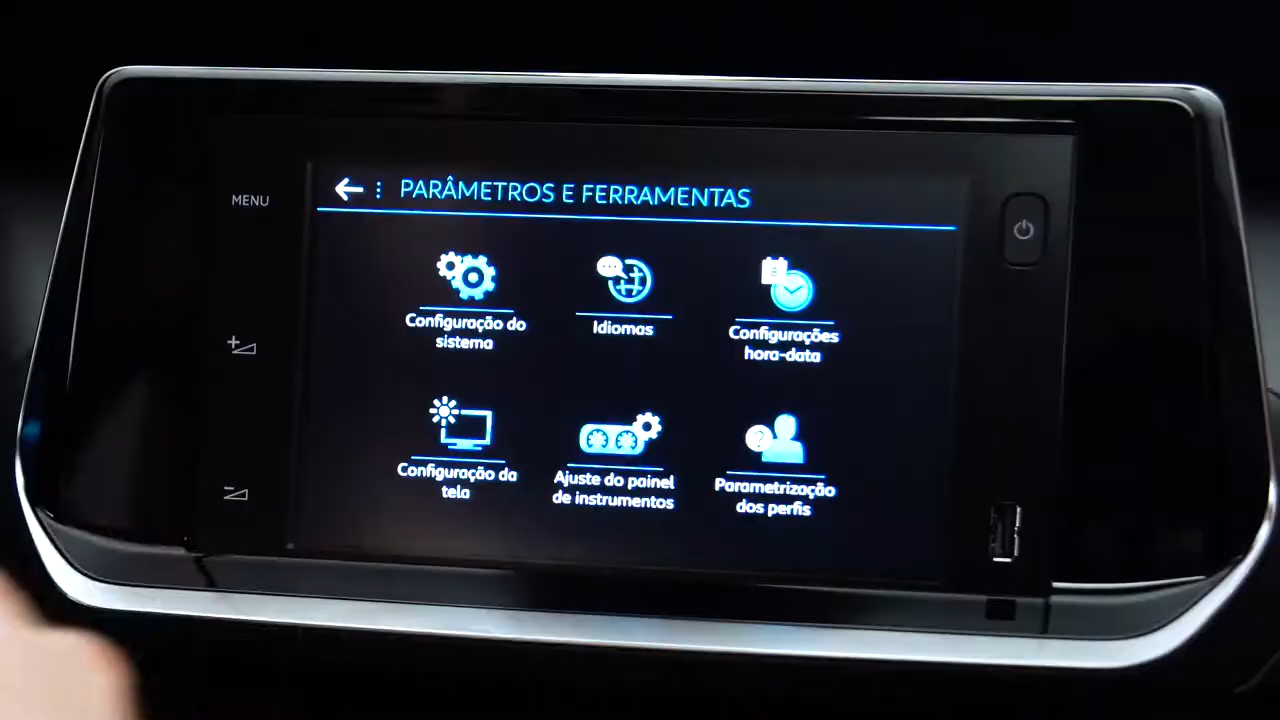 MENU
PARÂMETROS E FERRAMENTAS
Configuração do
sistema
Idiomas
Configurações
hora-data
Configuração da
tela
Ajuste do painel
de instrumentos
Parametrização
dos perfis